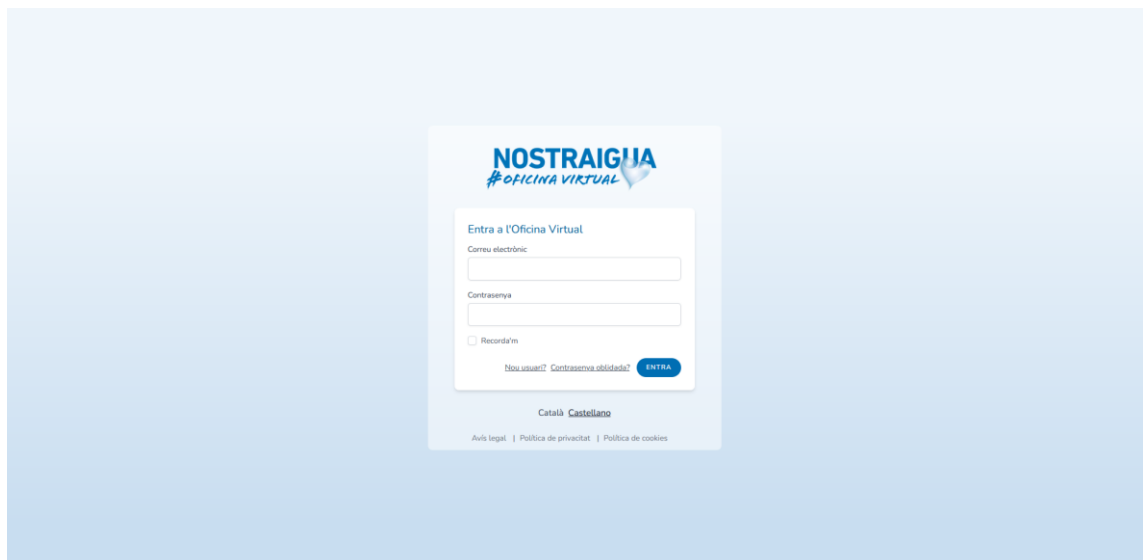 NOSTRAIGUA
#OFICINA VIRTUAL
Entra a l'Oficina Virtual
Correu electrònic
Contrasenya
Recorda'm
Nou usuari? Contrasenya oblidada? ENTRA
Català Castellano
Avís legal | Política de privacitat | Política de cookies